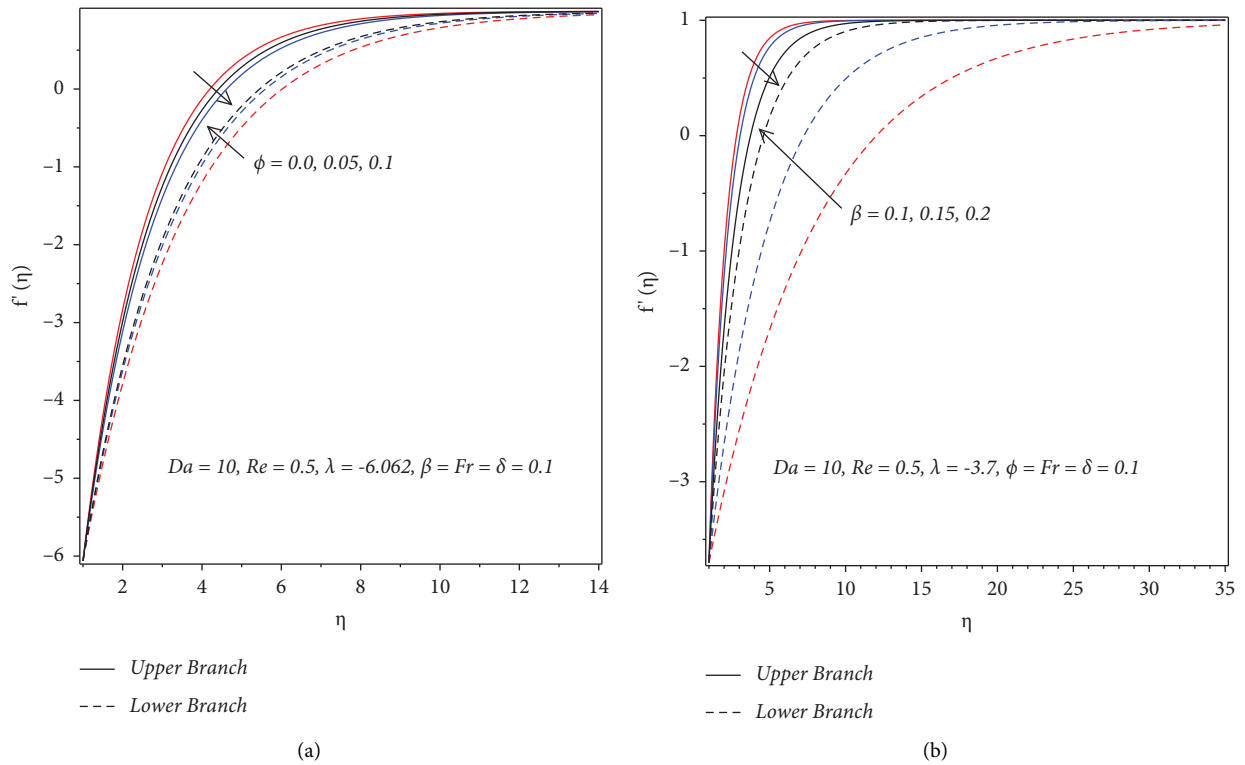 0
−1
−2
−3
−4
−5
−6
f' (η)
ϕ = 0.0, 0.05, 0.1
Da = 10, Re = 0.5, λ = -6.062, β = Fr = δ = 0.1
2 4 6 8 10 12 14
η
Upper Branch
Lower Branch
(a)
1
0
−1
−2
−3
f' (η)
β = 0.1, 0.15, 0.2
Da = 10, Re = 0.5, λ = -3.7, ϕ = Fr = δ = 0.1
5 10 15 20 25 30 35
η
Upper Branch
Lower Branch
(b)